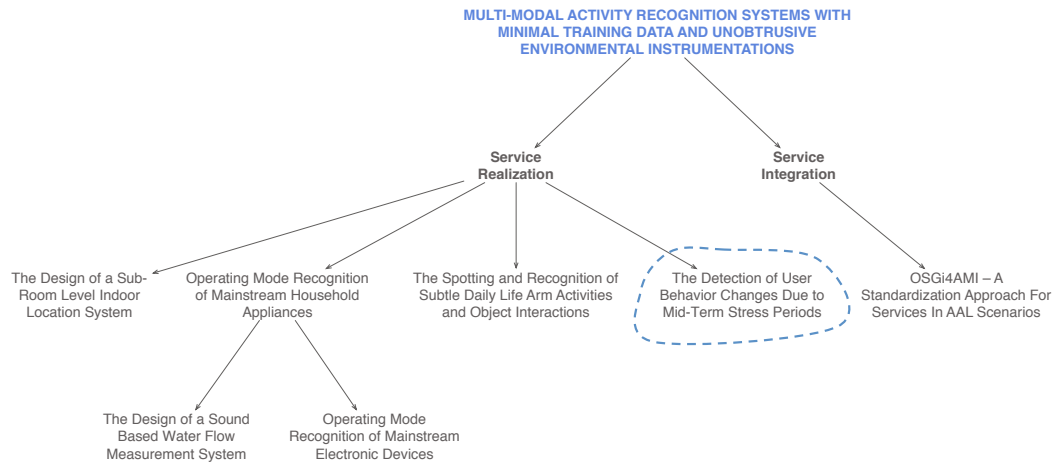 MULTI-MODAL ACTIVITY RECOGNITION SYSTEMS WITH
MINIMAL TRAINING DATA AND UNOBTRUSIVE
ENVIRONMENTAL INSTRUMENTATIONS
Service
Realization
Service
Integration
The Design of a Sub-
Room Level Indoor
Location System
Operating Mode Recognition
of Mainstream Household
Appliances
The Spotting and Recognition of
Subtle Daily Life Arm Activities
and Object Interactions
The Detection of User
Behavior Changes Due to
Mid-Term Stress Periods
OSGi4AMI – A
Standardization Approach For
Services In AAL Scenarios
The Design of a Sound
Based Water Flow
Measurement System
Operating Mode
Recognition of Mainstream
Electronic Devices